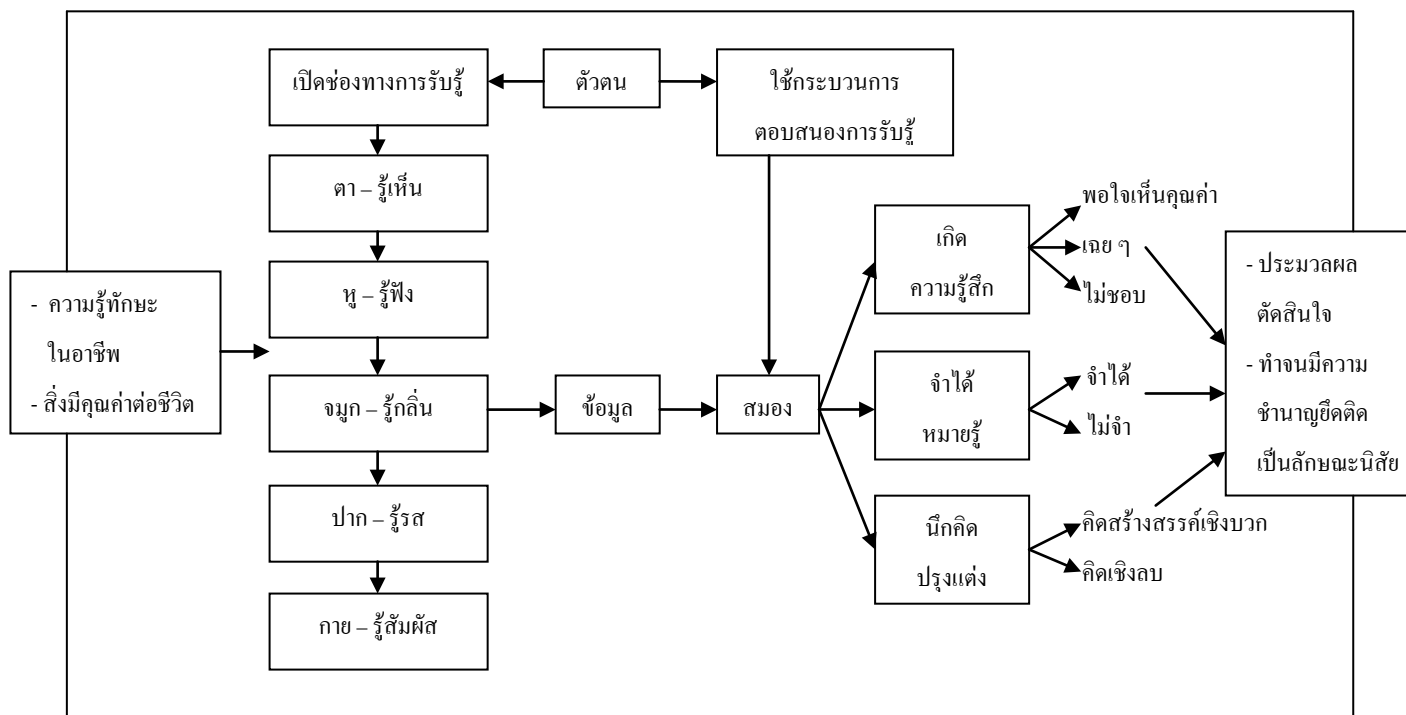 เปิดช่องทางการรับรู้
ตัวตน
ใช้กระบวนการ
ตอบสนองการรับรู้
ตา – รู้เห็น
หู – รู้ฟัง
จมูก – รู้กลิ่น
ปาก – รู้รส
กาย – รู้สัมผัส
- ความรู้ทักษะ
ในอาชีพ
- สิ่งมีคุณค่าต่อชีวิต
ข้อมูล
สมอง
เกิด
ความรู้สึก
พอใจเห็นคุณค่า
เฉย ๆ
ไม่ชอบ
จำได้
หมายรู้
จำได้
ไม่จำ
นึกคิด
ปรุงแต่ง
คิดสร้างสรรค์เชิงบวก
คิดเชิงลบ
- ประมวลผล
ตัดสินใจ
- ทำจนมีความ
ชำนาญยึดติด
เป็นลักษณะนิสัย